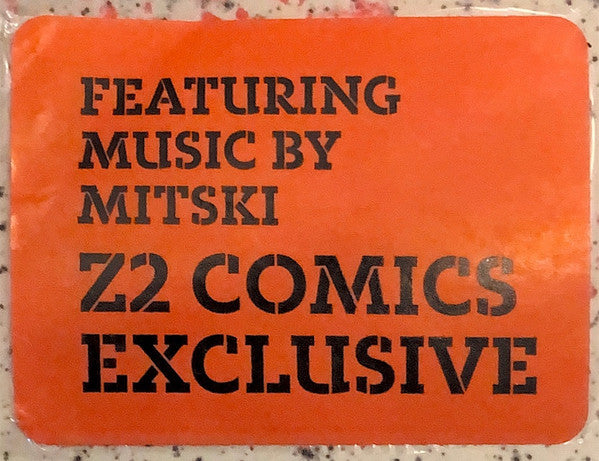 FEATURING
MUSIC BY
MITSKI
Z2 COMICS
EXCLUSIVE